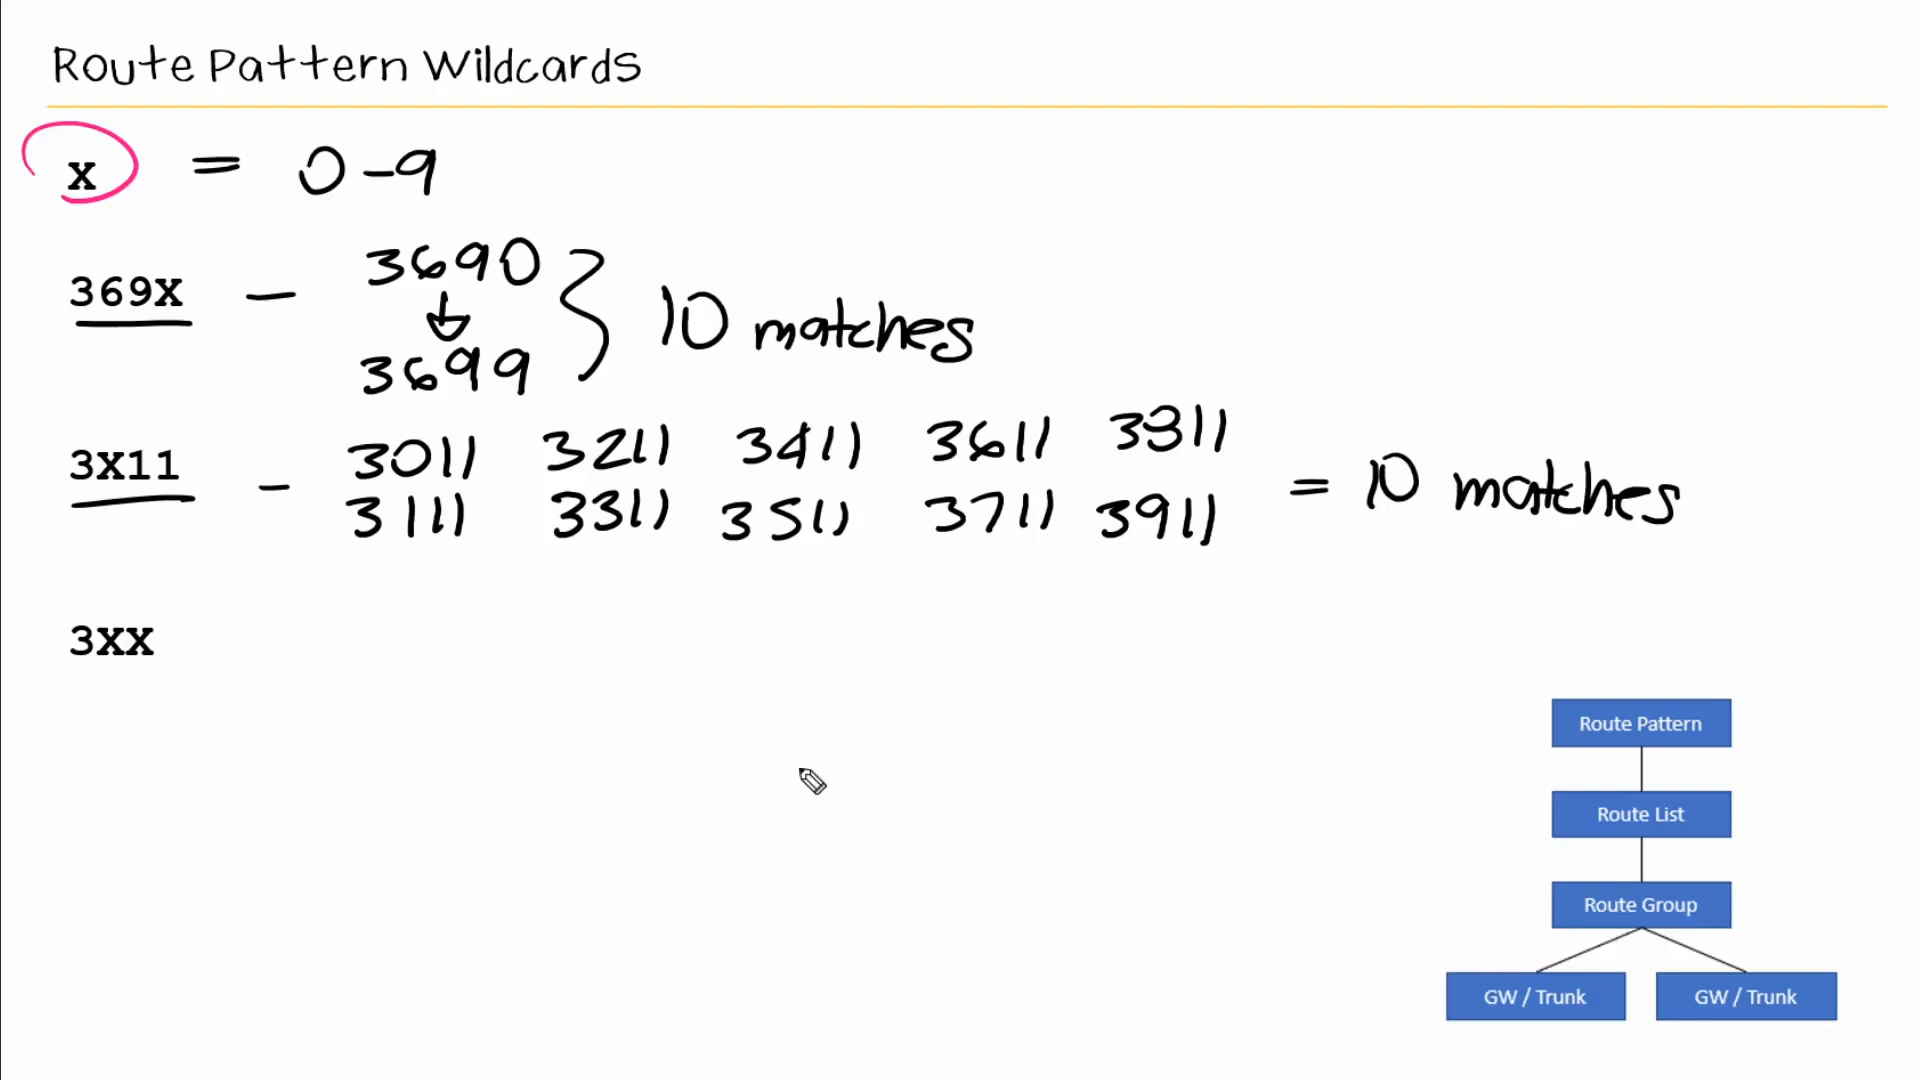 Route Pattern Wildcards
X = 0-9
369X - 3690
3699
10 matches
3X11 - 3011 3211 3411 3611 3811
3111 3311 3511 3711 3911
= 10 matches
3XX
Route Pattern
Route List
Route Group
GW / Trunk GW / Trunk